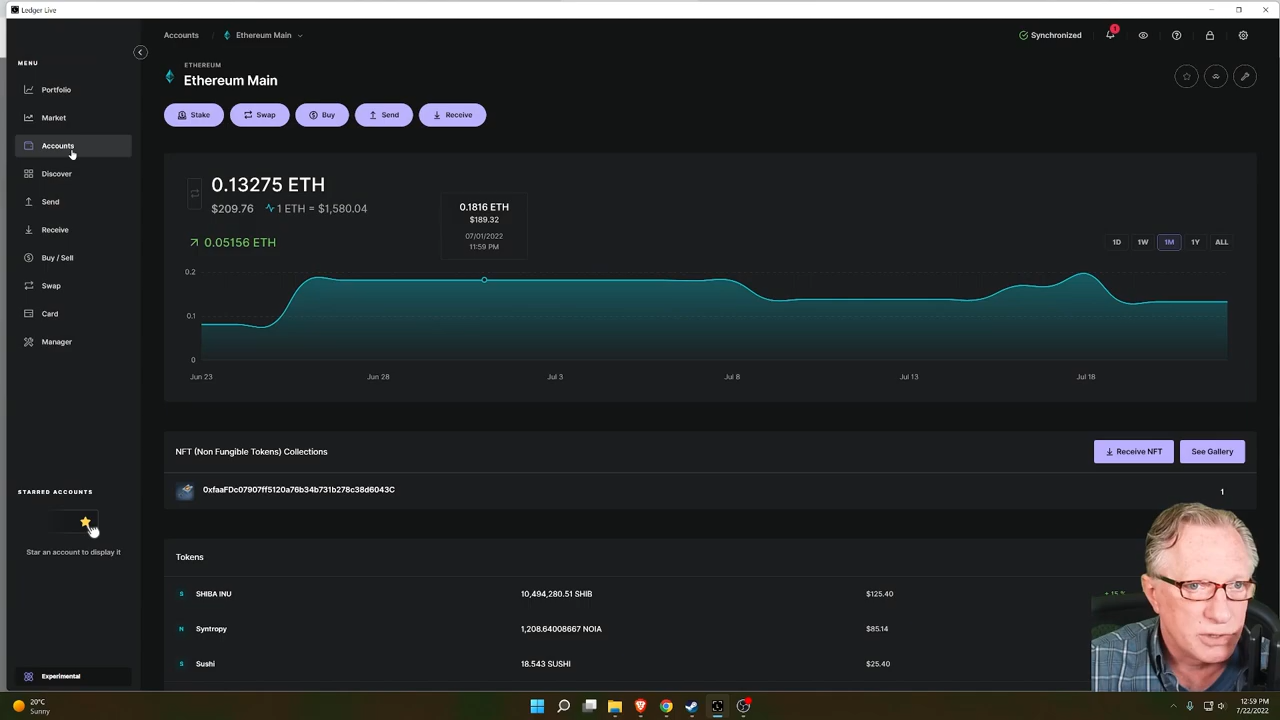 Ledger Live
MENU
Portfolio
Market
Accounts
Discover
Send
Receive
Buy / Sell
Swap
Card
Manager
STARRED ACCOUNTS
Star an account to display it
Experimental
Accounts / Ethereum Main
Synchronized
1
ETHEREUM
Ethereum Main
Stake Swap Buy Send Receive
0.13275 ETH
$209.76 1 ETH = $1,580.04
0.05156 ETH
0.1816 ETH
$189.32
07/01/2022
11:59 PM
1D 1W 1M 1Y ALL
0.2
0.1
0
Jun 23 Jun 28 Jul 3 Jul 8 Jul 13 Jul 18
NFT (Non Fungible Tokens) Collections
Receive NFT See Gallery
0xfaaFDc07907ff5120a76b34b731b278c38d6043C 1
Tokens
S SHIBA INU 10,494,280.51 SHIB $125.40 +15 %
N Syntropy 1,208.64008667 NOIA $85.14
S Sushi 18.543 SUSHI $25.40
20°C
Sunny
12:59 PM
7/22/2022